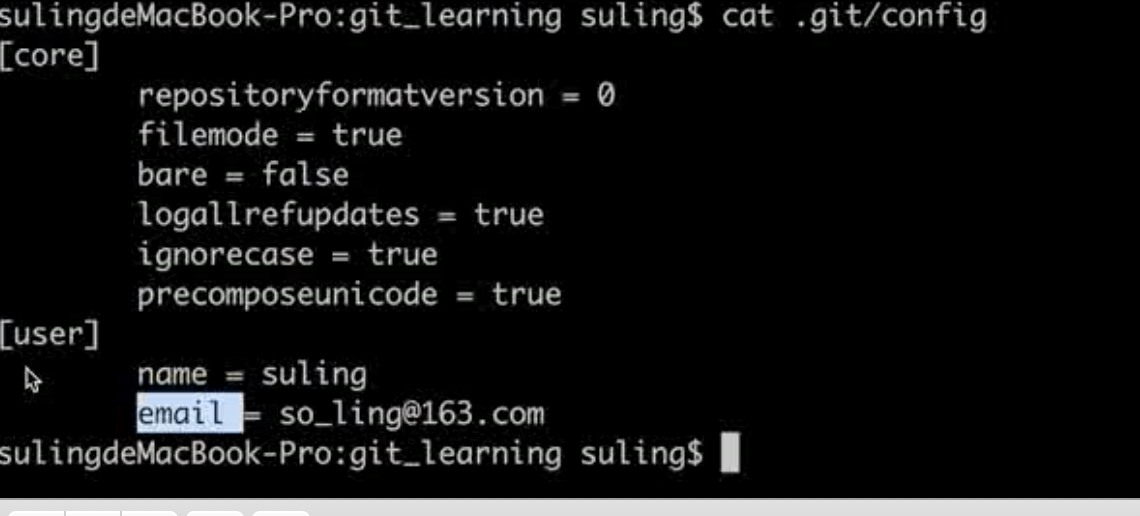 sulingdeMacBook-Pro:git_learning suling$ cat .git/config
[core]
repositoryformatversion = 0
filemode = true
bare = false
logallrefupdates = true
ignorecase = true
precomposeunicode = true
[user]
name = suling
email = so_ling@163.com
sulingdeMacBook-Pro:git_learning suling$